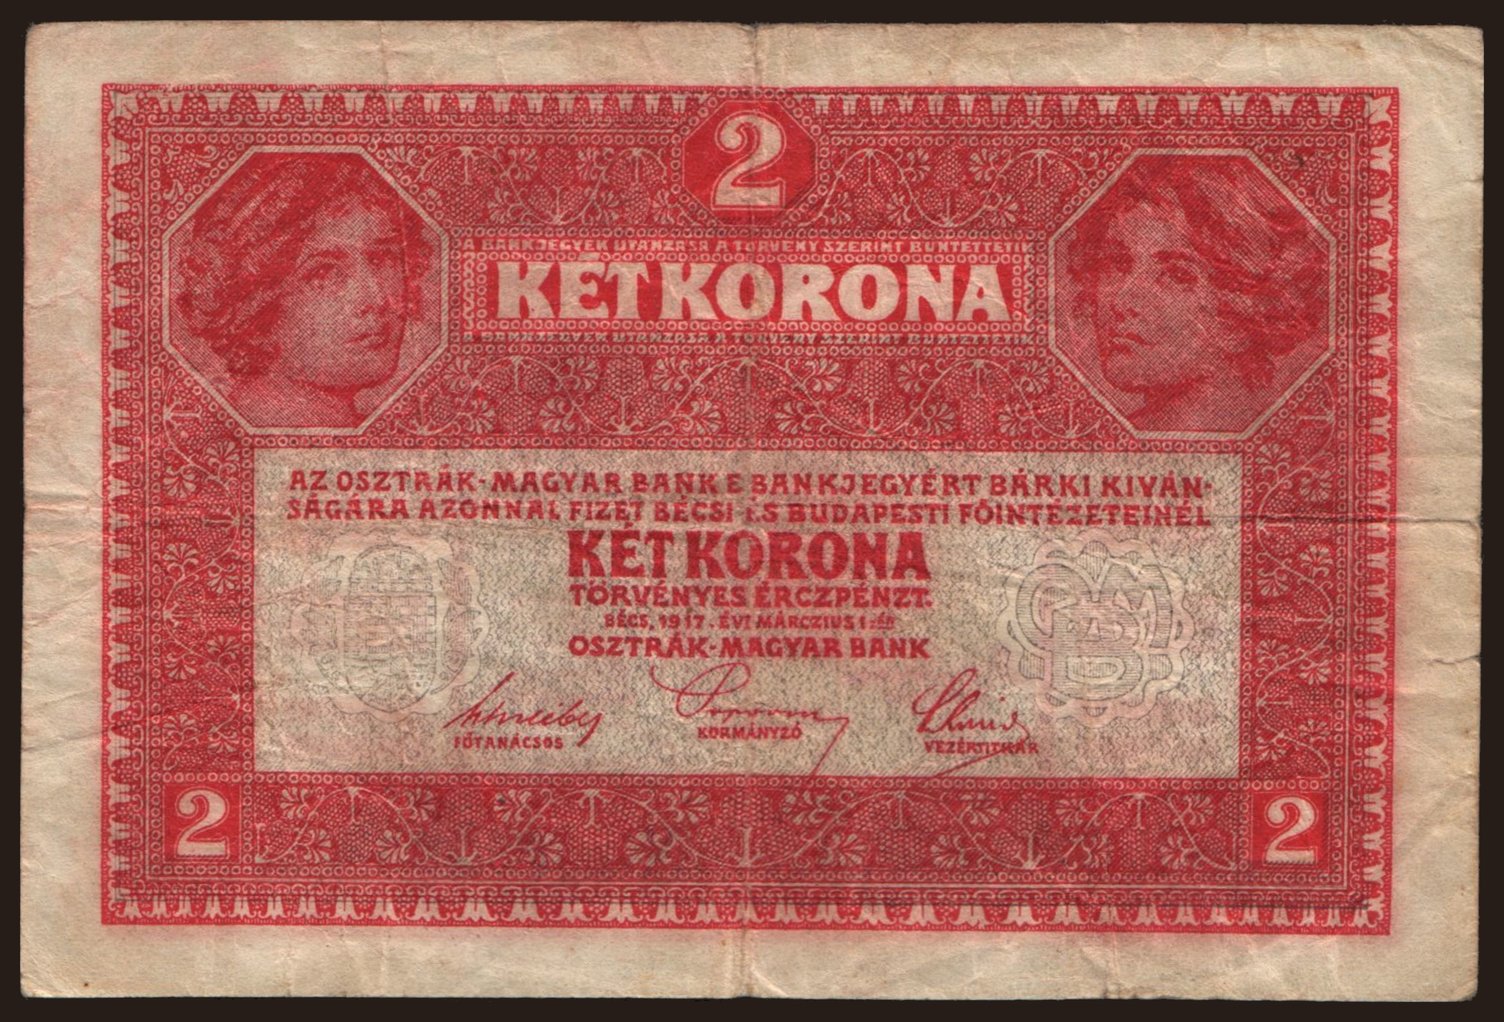 2
A BANKJEGYEK UTÁNZÁSA A TÖRVÉNY SZERINT BÜNTETTETIK
KÉT KORONA
A BANKJEGYEK UTÁNZÁSA A TÖRVÉNY SZERINT BÜNTETTETIK
AZ OSZTRÁK-MAGYAR BANK E BANKJEGYÉRT BÁRKI KIVÁN-
SÁGÁRA AZONNAL FIZET BÉCSI ÉS BUDAPESTI FŐINTÉZETEINÉL
KÉT KORONA
TÖRVÉNYES ÉRCZPÉNZT.
BÉCS, 1917. ÉVI MÁRCZIUS 1-ÉN
OSZTRÁK-MAGYAR BANK
FŐTANÁCSOS KORMÁNYZÓ VEZÉRTITKÁR
2 2